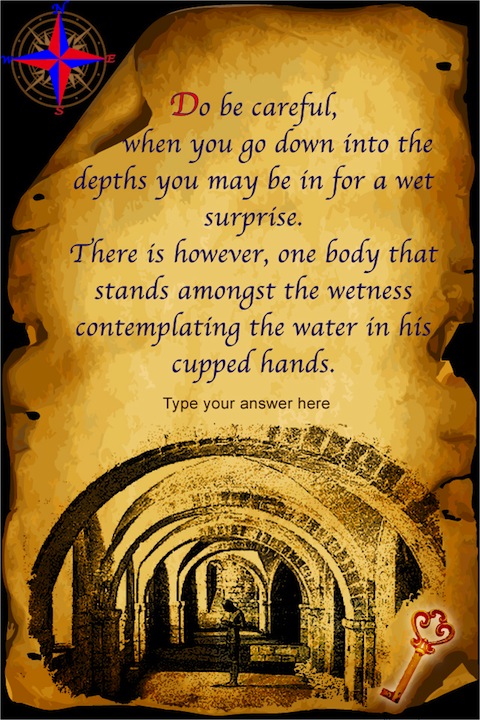 N
W E
S
Do be careful,
when you go down into the
depths you may be in for a wet
surprise.
There is however, one body that
stands amongst the wetness
contemplating the water in his
cupped hands.
Type your answer here